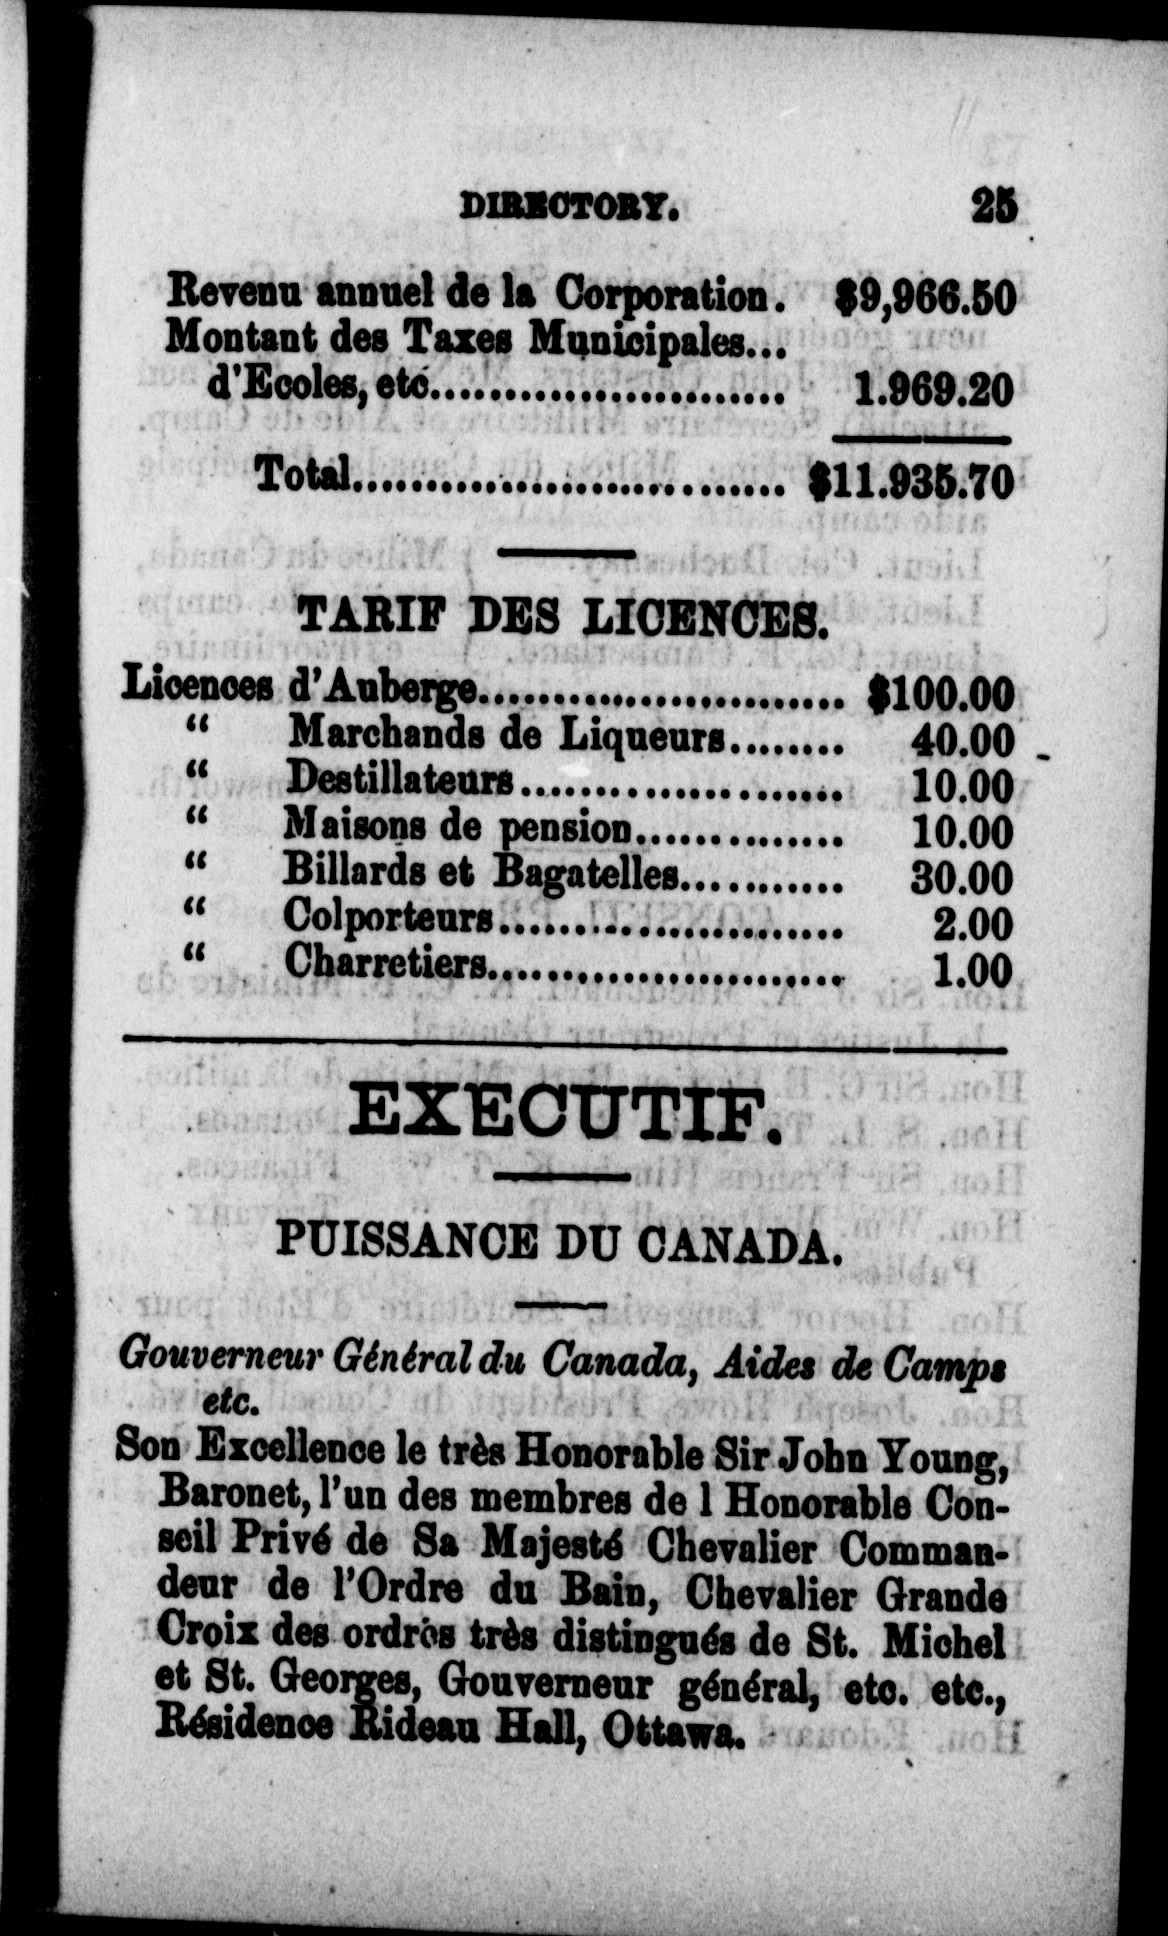 DIRECTORY. 25
Revenu annuel de la Corporation. $9,966.50
Montant des Taxes Municipales...
d'Ecoles, etc........................ 1.969.20
Total.............................. $11.935.70
TARIF DES LICENCES.
Licences d'Auberge......................... $100.00
“ Marchands de Liqueurs........ 40.00
“ Destillateurs...................... 10.00
“ Maisons de pension.............. 10.00
“ Billards et Bagatelles........... 30.00
“ Colporteurs....................... 2.00
“ Charretiers........................ 1.00
EXECUTIF.
PUISSANCE DU CANADA.
Gouverneur Général du Canada, Aides de Camps
etc.
Son Excellence le très Honorable Sir John Young,
Baronet, l'un des membres de l Honorable Con-
seil Privé de Sa Majesté Chevalier Comman-
deur de l'Ordre du Bain, Chevalier Grande
Croix des ordres très distingués de St. Michel
et St. Georges, Gouverneur général, etc. etc.,
Résidence Rideau Hall, Ottawa.